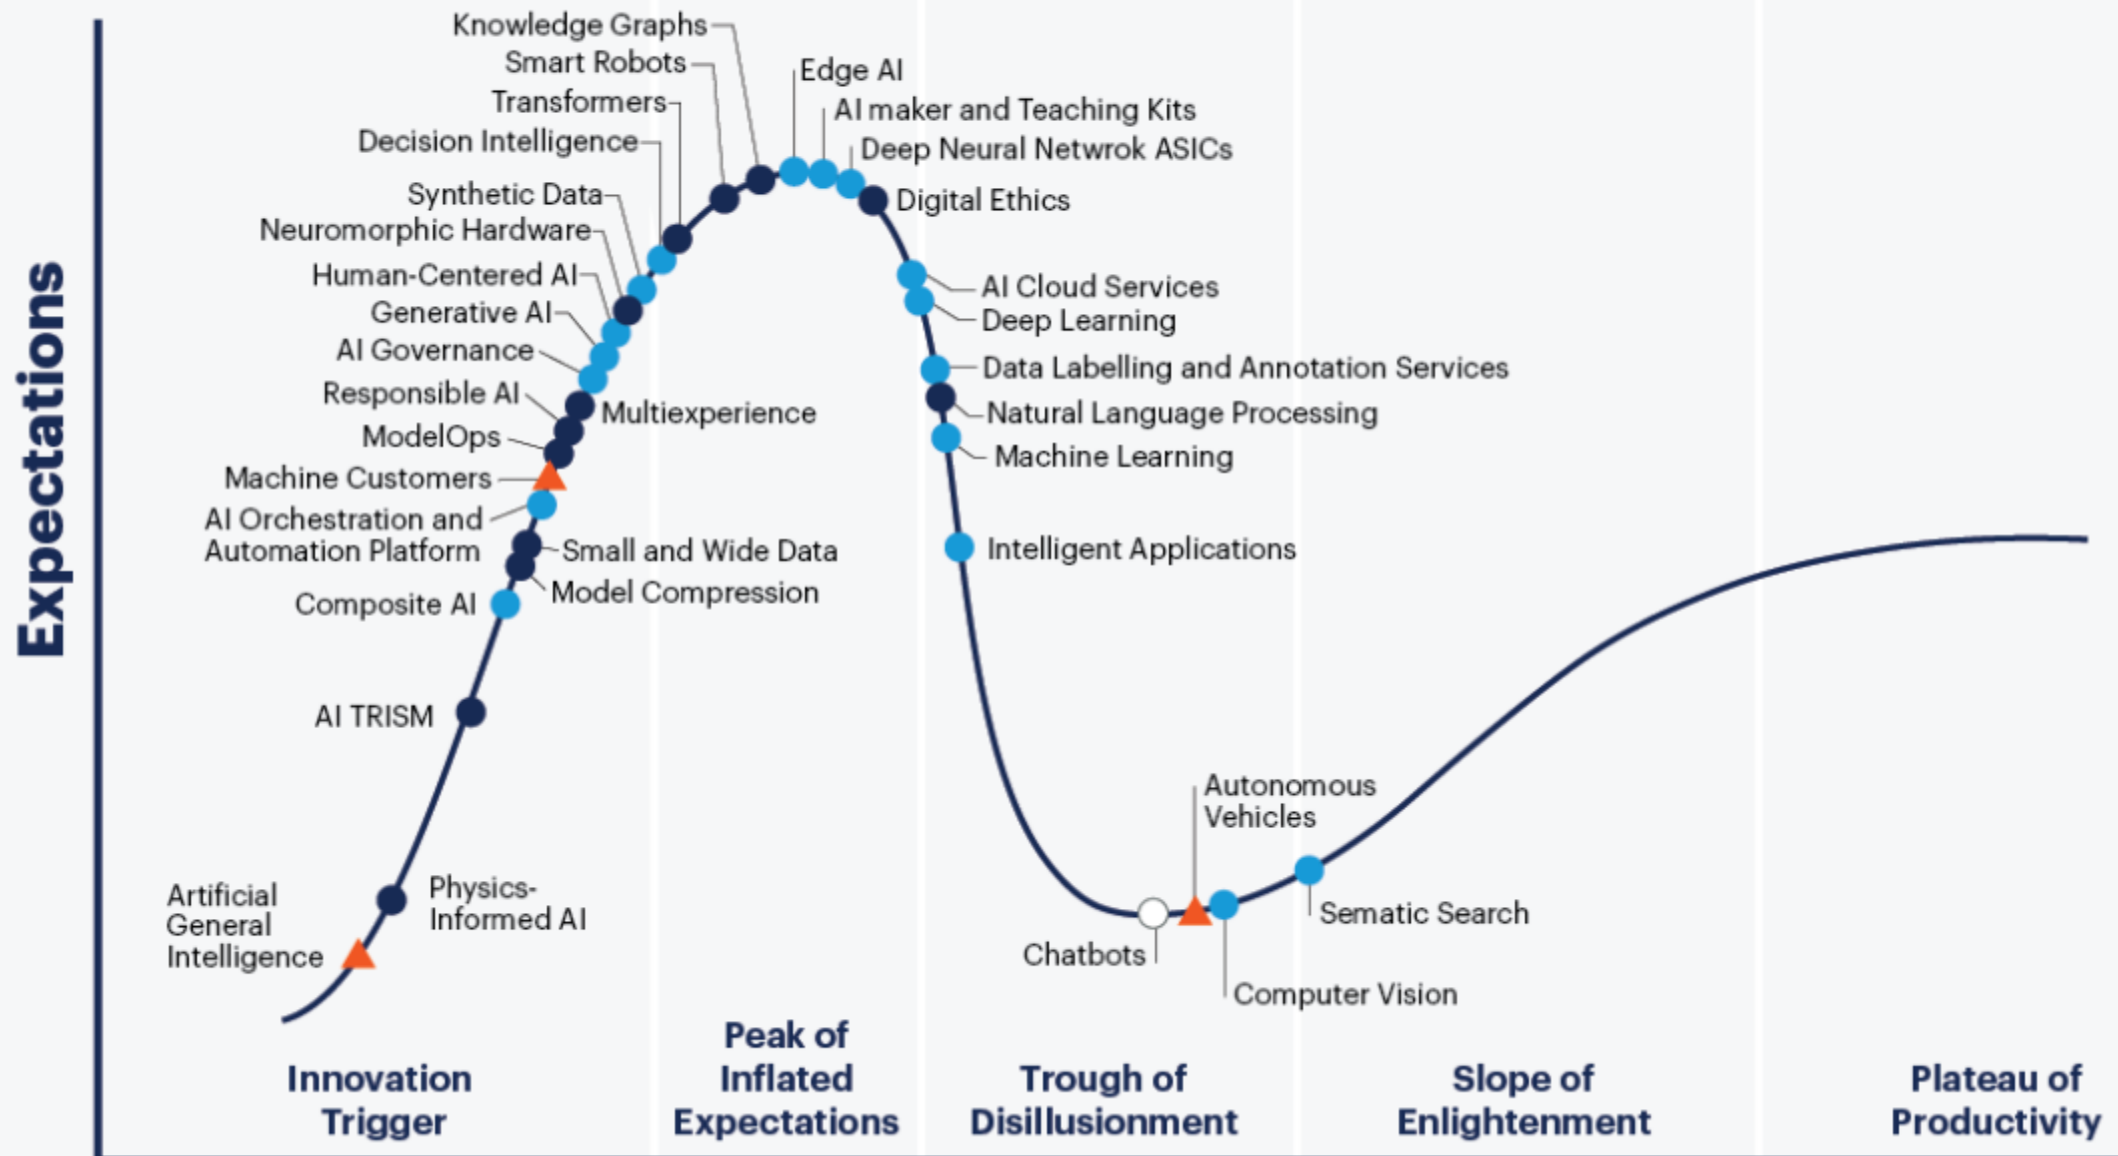 Expectations
Knowledge Graphs
Smart Robots
Transformers
Decision Intelligence
Synthetic Data
Neuromorphic Hardware
Human-Centered AI
Generative AI
AI Governance
Responsible AI
Multiexperience
ModelOps
Machine Customers
AI Orchestration and
Automation Platform
Small and Wide Data
Model Compression
Composite AI
AI TRISM
Physics-
Informed AI
Artificial
General
Intelligence
Edge AI
AI maker and Teaching Kits
Deep Neural Netwrok ASICs
Digital Ethics
AI Cloud Services
Deep Learning
Data Labelling and Annotation Services
Natural Language Processing
Machine Learning
Intelligent Applications
Autonomous
Vehicles
Chatbots
Computer Vision
Sematic Search
Innovation
Trigger
Peak of
Inflated
Expectations
Trough of
Disillusionment
Slope of
Enlightenment
Plateau of
Productivity